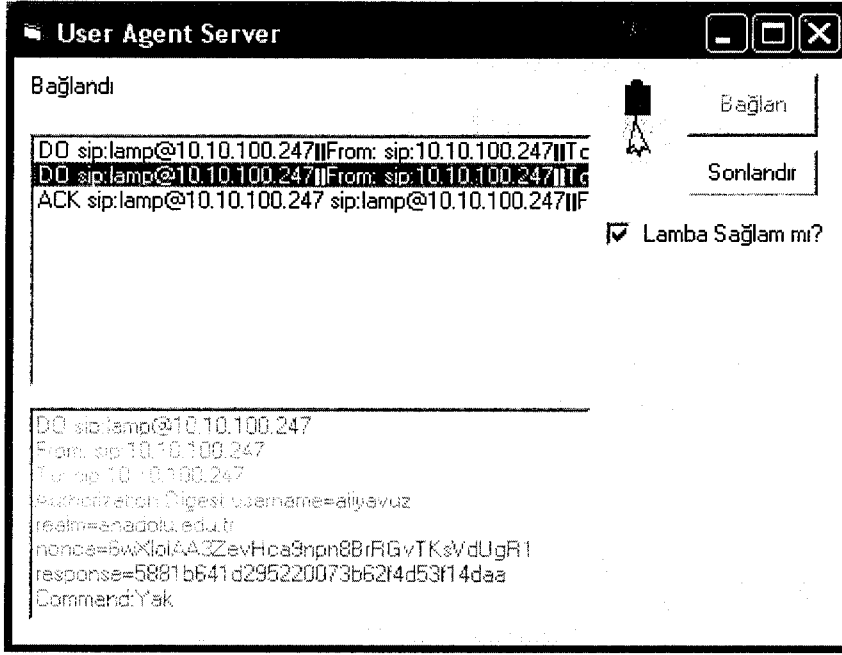 User Agent Server
Bağlandı
Bağlan
DO sip:lamp@10.10.100.247||From: sip:10.10.100.247||Tc
DO sip:lamp@10.10.100.247||From: sip:10.10.100.247||Tc
ACK sip:lamp@10.10.100.247 sip:lamp@10.10.100.247||F
Sonlandır
Lamba Sağlam mı?
DO sip:lamp@10.10.100.247
From: sip:10.10.100.247
To: sip:10.10.100.247
Authorization Digest username=aliyavuz
realm=anadolu.edu.tr
response=5881b641d295220073b62f4d53f14daa
Command:Yak